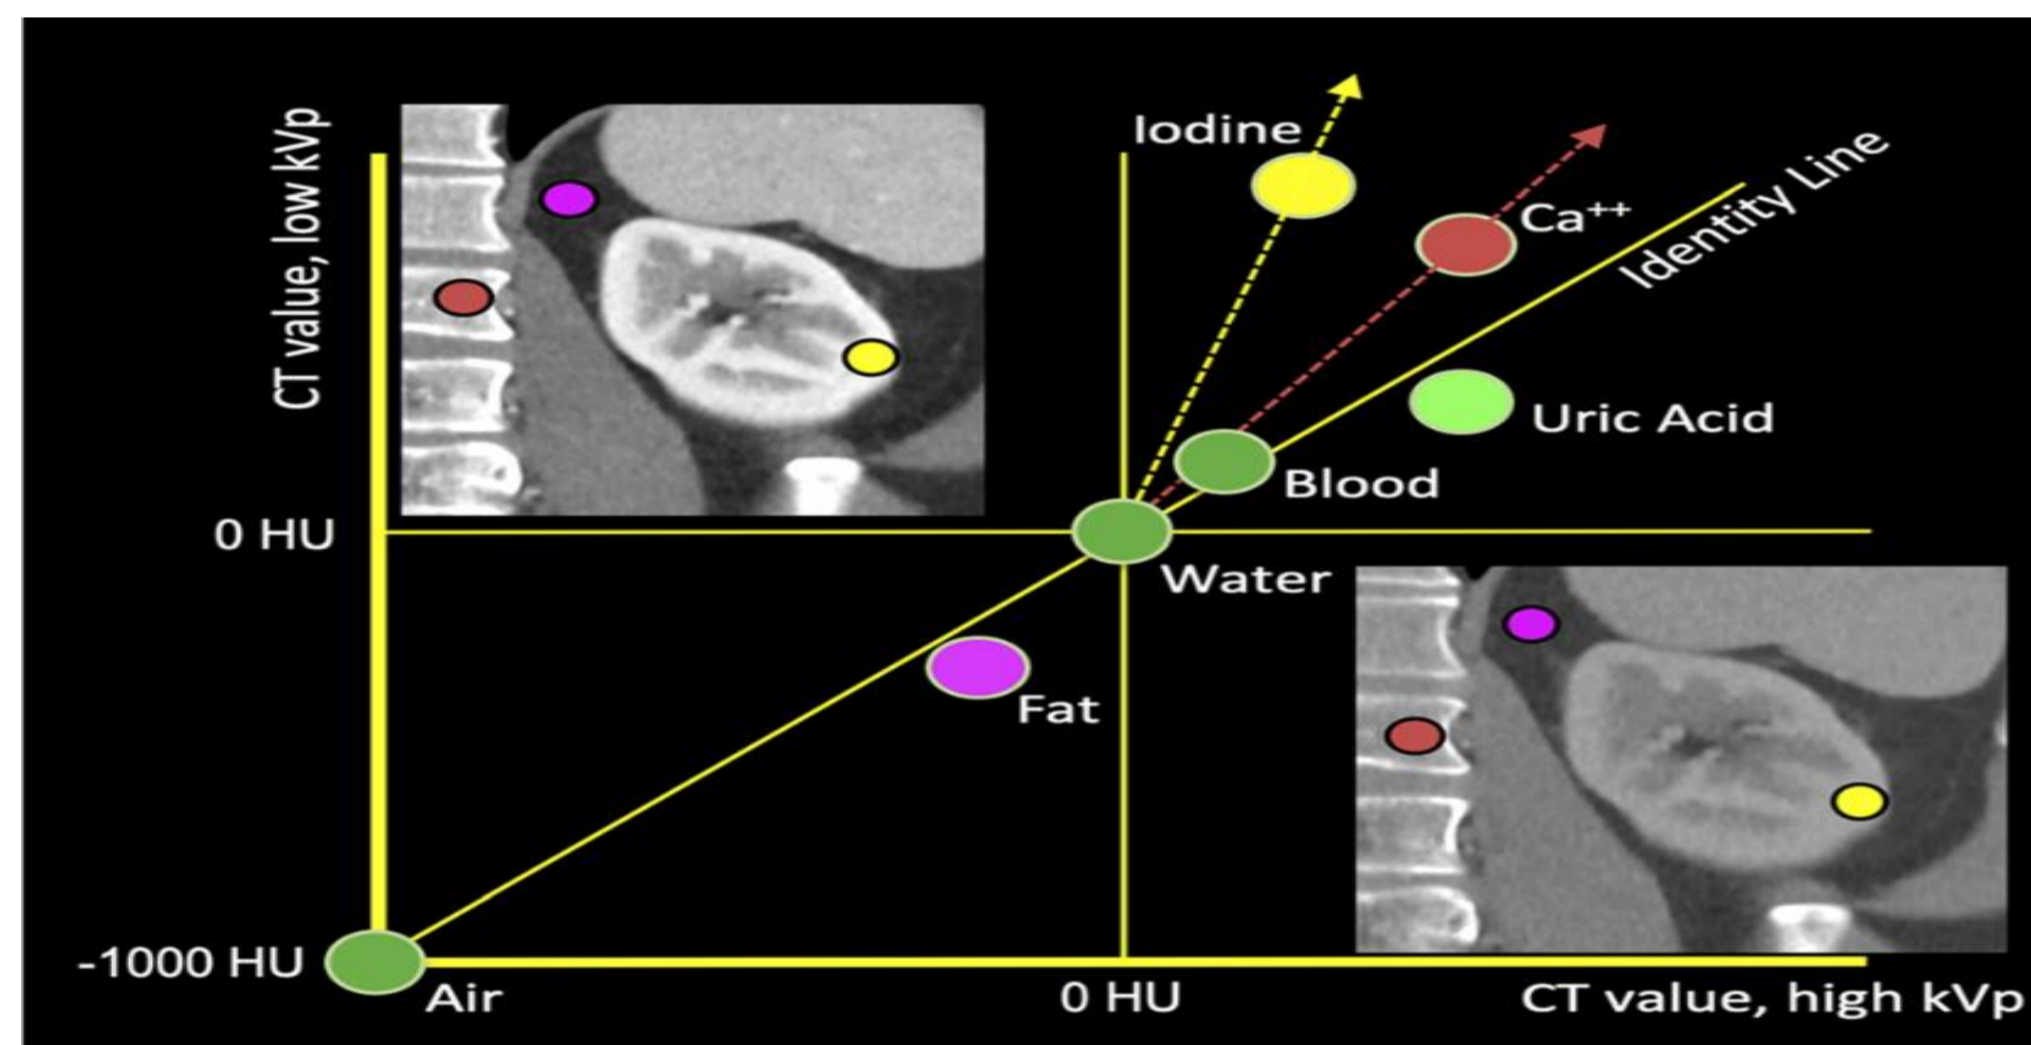 CT value, low kVp
Iodine
Ca⁺⁺
Identity Line
Uric Acid
Blood
0 HU
Water
Fat
-1000 HU
Air
0 HU
CT value, high kVp